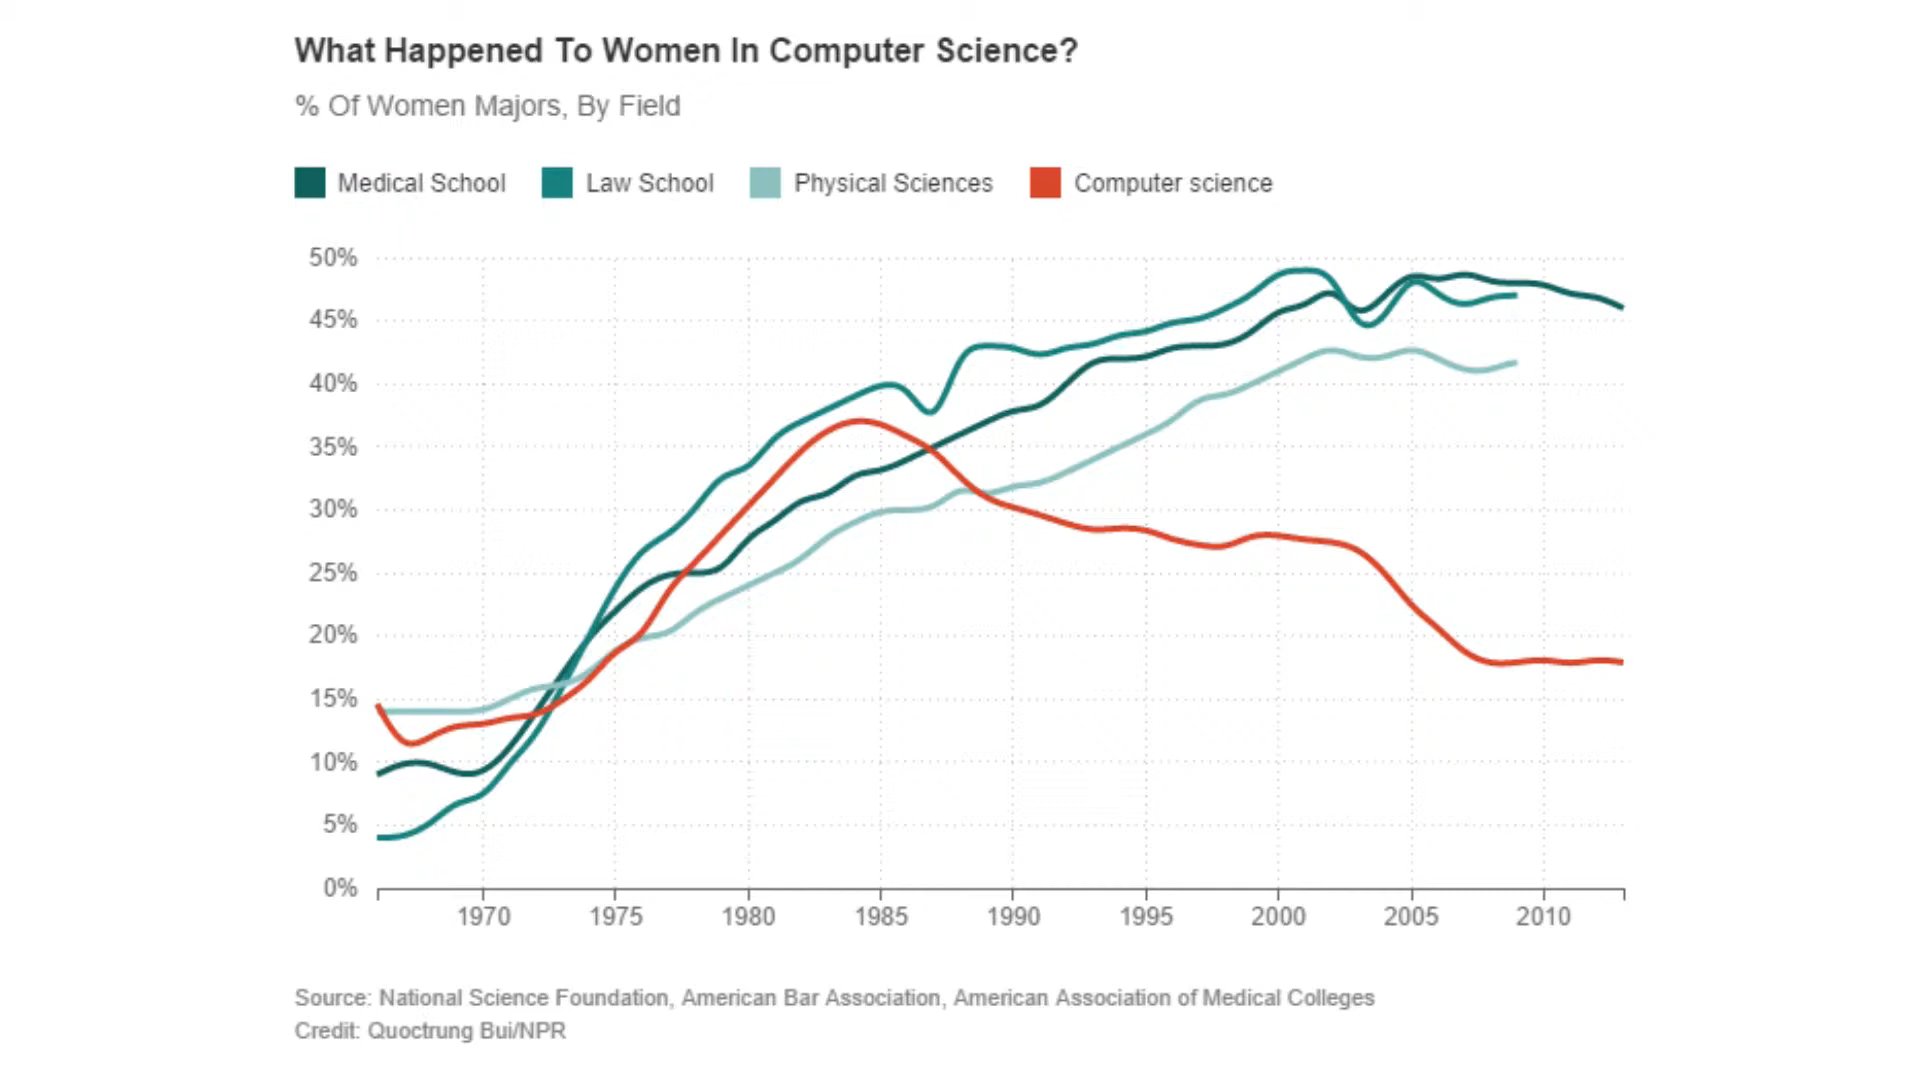 What Happened To Women In Computer Science?
% Of Women Majors, By Field
Medical School Law School Physical Sciences Computer science
50%
45%
40%
35%
30%
25%
20%
15%
10%
5%
0%
1970 1975 1980 1985 1990 1995 2000 2005 2010
Source: National Science Foundation, American Bar Association, American Association of Medical Colleges
Credit: Quoctrung Bui/NPR